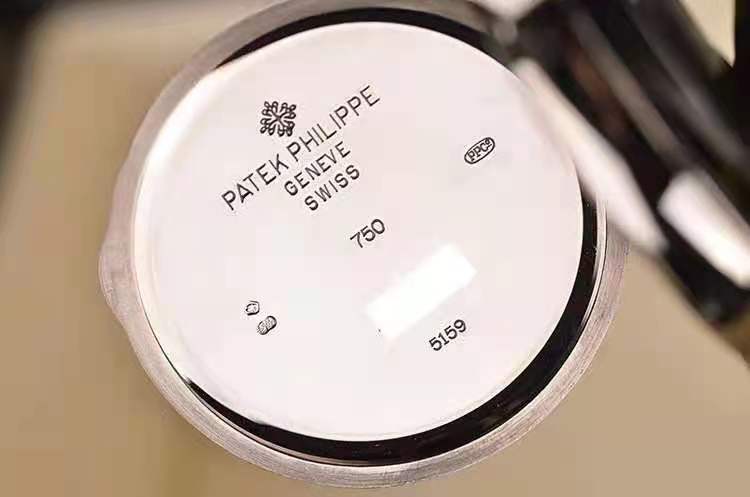 PATEK PHILIPPE
GENEVE
SWISS
PPCo
750
5159